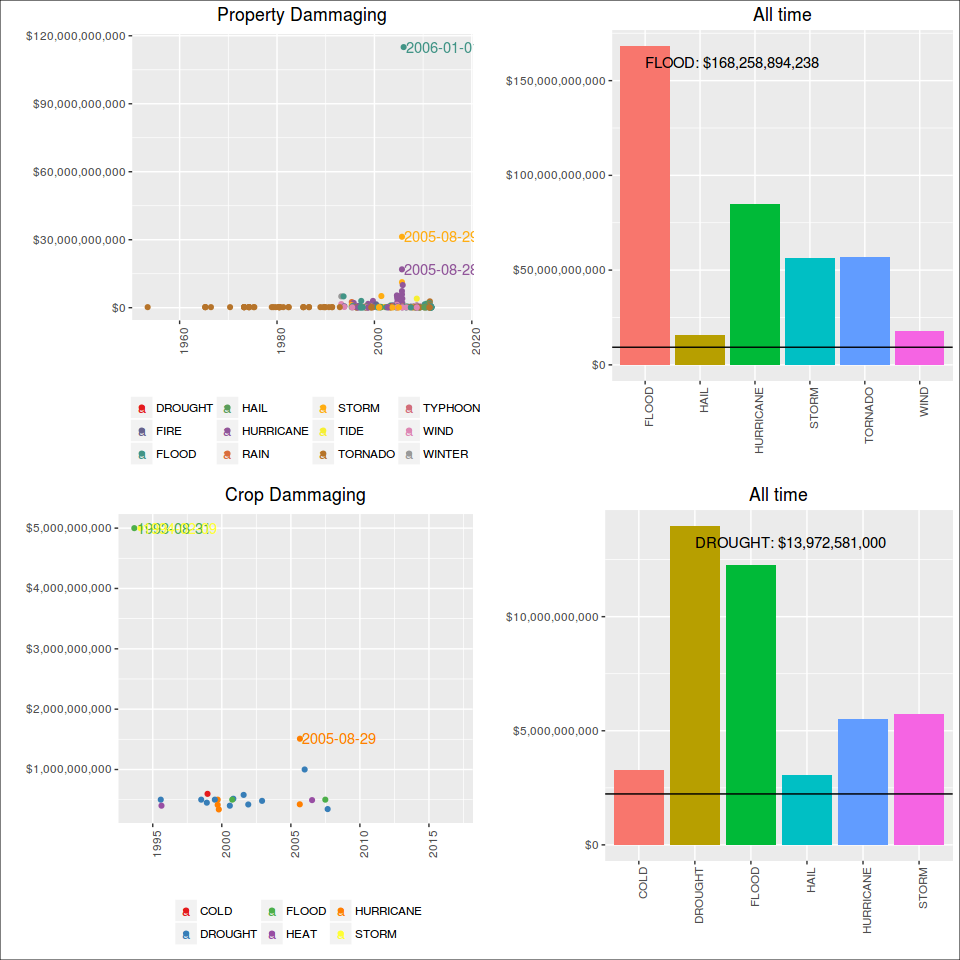 Property Dammaging
$120,000,000,000
$90,000,000,000
$60,000,000,000
$30,000,000,000
$0
2006-01-0
2005-08-29
2005-08-28
1960
1980
2000
2020
DROUGHT HAIL STORM TYPHOON
FIRE HURRICANE TIDE WIND
FLOOD RAIN TORNADO WINTER
All time
$150,000,000,000
$100,000,000,000
$50,000,000,000
$0
FLOOD: $168,258,894,238
FLOOD
HAIL
HURRICANE
STORM
TORNADO
WIND
Crop Dammaging
$5,000,000,000
$4,000,000,000
$3,000,000,000
$2,000,000,000
$1,000,000,000
1993-08-31
2005-08-29
1995
2000
2005
2010
2015
COLD FLOOD HURRICANE
DROUGHT HEAT STORM
All time
$10,000,000,000
$5,000,000,000
$0
DROUGHT: $13,972,581,000
COLD
DROUGHT
FLOOD
HAIL
HURRICANE
STORM